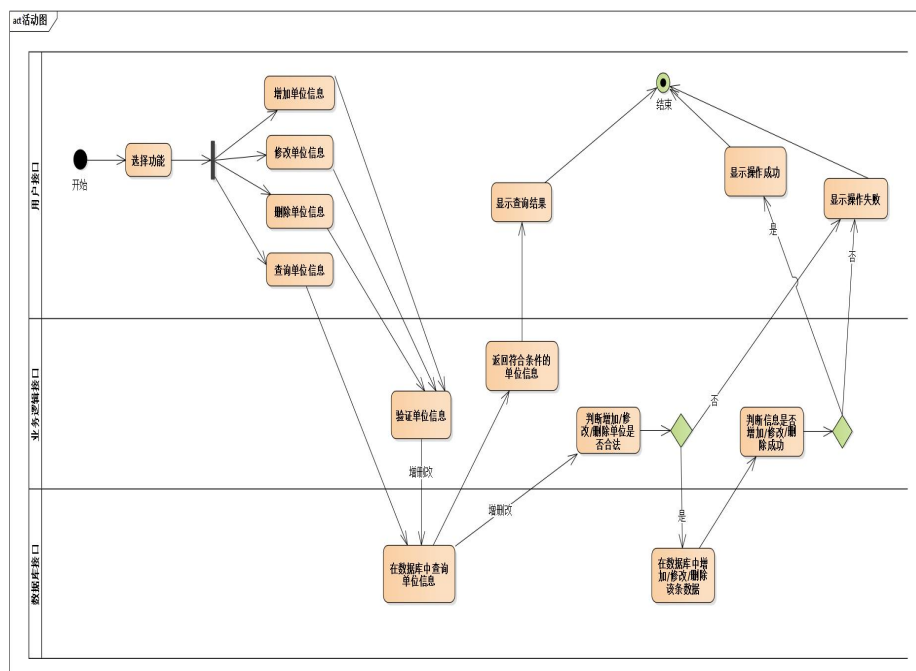 act活动图
用户接口
开始
选择功能
增加单位信息
修改单位信息
删除单位信息
查询单位信息
显示查询结果
结束
显示操作成功
显示操作失败
是
否
业务逻辑接口
验证单位信息
增删改
返回符合条件的
单位信息
判断增加/修
改/删除单位是
否合法
否
判断信息是否
增加/修改/删
除成功
数据库接口
在数据库中查询
单位信息
增删改
是
在数据库中增
加/修改/删除
该条数据